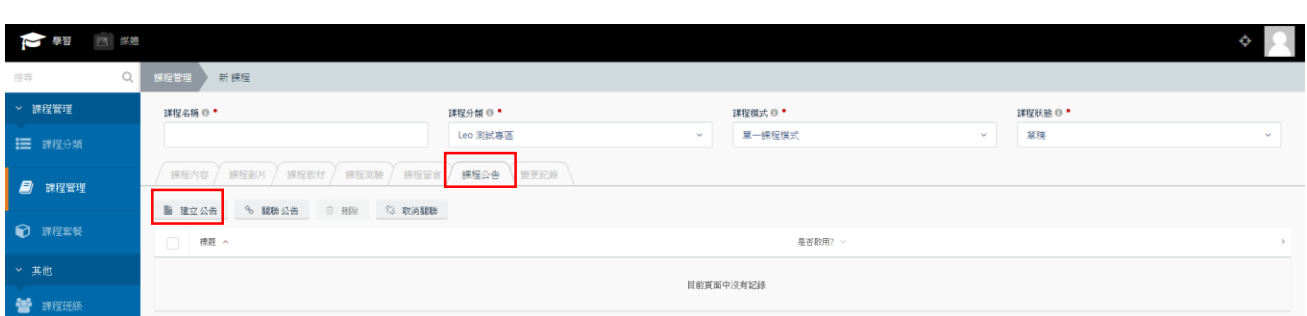 學習 媒體
搜尋 課程管理 新 課程
課程管理
課程名稱 課程分類 課程模式 課程狀態
Leo 測試專區 單一課程模式 草稿
課程分類
課程內容 課程影片 課程教材 課程測驗 課程留言 課程公告 變更記錄
課程管理
建立公告 關聯公告 刪除 取消關聯
課程套餐
標題 是否啟用?
其他
目前頁面中沒有記錄
課程班級